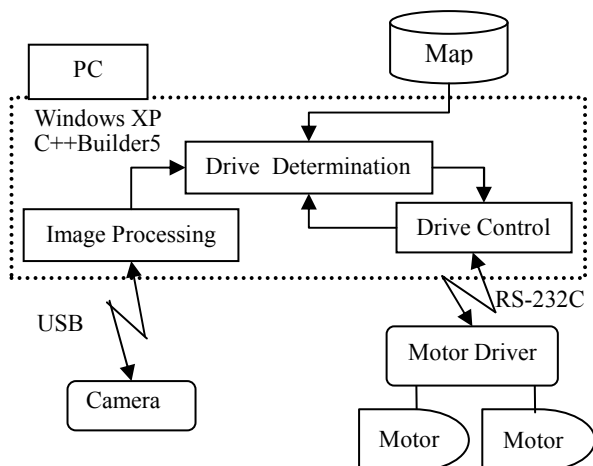 PC
Map
Windows XP
C++Builder5
Drive Determination
Image Processing
Drive Control
USB
RS-232C
Motor Driver
Camera
Motor
Motor